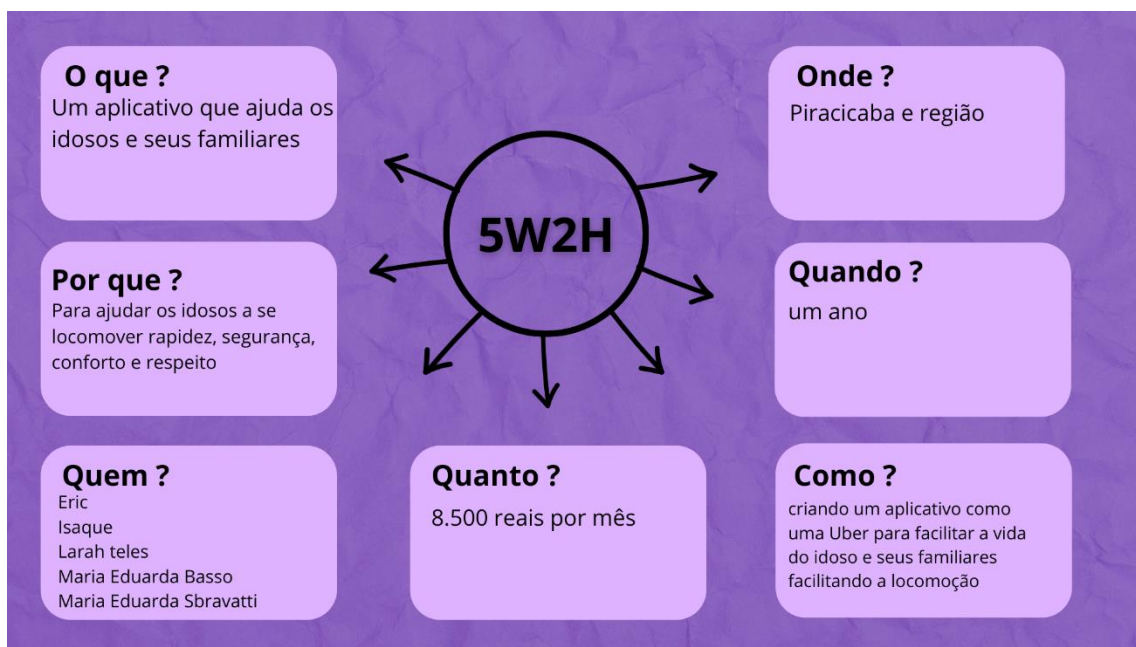 O que ?
Um aplicativo que ajuda os
idosos e seus familiares
Por que ?
Para ajudar os idosos a se
locomover rapidez, segurança,
conforto e respeito
Quem ?
Eric
Isaque
Larah teles
Maria Eduarda Basso
Maria Eduarda Sbravatti
5W2H
Quanto ?
8.500 reais por mês
Onde ?
Piracicaba e região
Quando ?
um ano
Como ?
criando um aplicativo como
uma Uber para facilitar a vida
do idoso e seus familiares
facilitando a locomoção